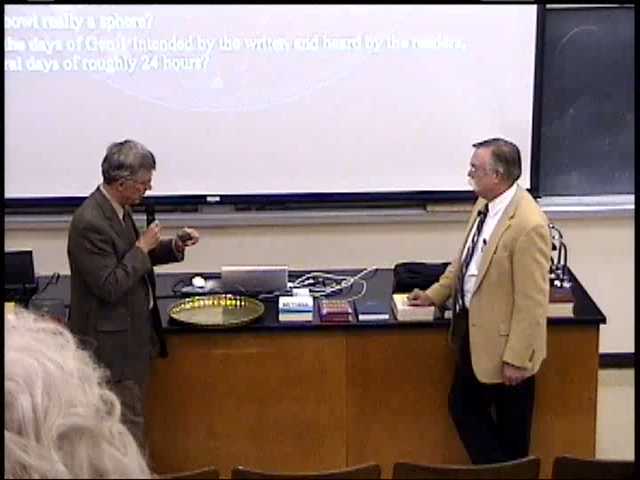 bowl really a sphere?
the days of Gen 1 intended by the writer, and heard by the readers,
ral days of roughly 24 hours?